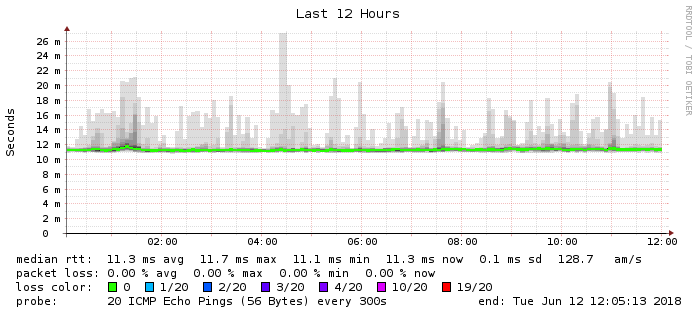 Last 12 Hours
RRDTOOL / TOBI OETIKER
Seconds
26 m
24 m
22 m
20 m
18 m
16 m
14 m
12 m
10 m
8 m
6 m
4 m
2 m
0
02:00 04:00 06:00 08:00 10:00 12:00
median rtt: 11.3 ms avg 11.7 ms max 11.1 ms min 11.3 ms now 0.1 ms sd 128.7 am/s
packet loss: 0.00 % avg 0.00 % max 0.00 % min 0.00 % now
loss color: 0 1/20 2/20 3/20 4/20 10/20 19/20
probe: 20 ICMP Echo Pings (56 Bytes) every 300s end: Tue Jun 12 12:05:13 2018